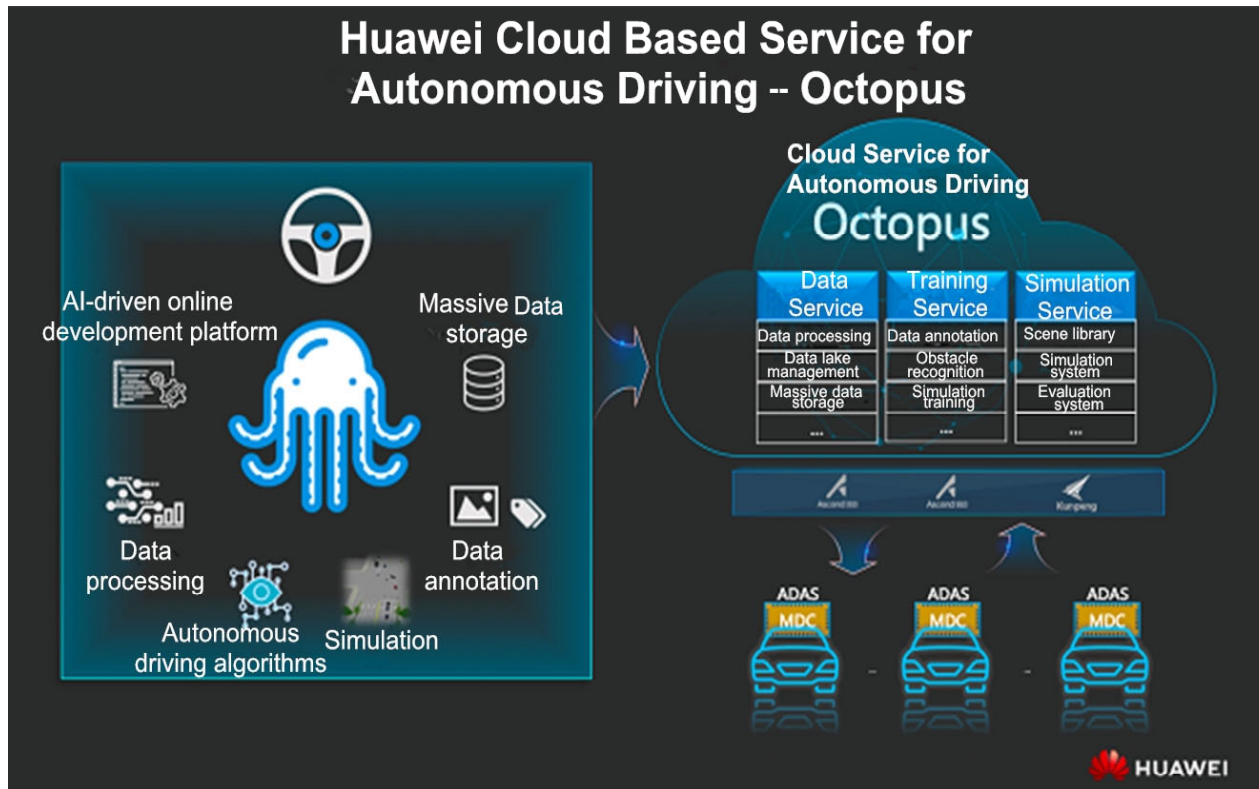 Huawei Cloud Based Service for
Autonomous Driving -- Octopus
AI-driven online
development platform
Massive Data
storage
Data
processing
Data
annotation
Autonomous
driving algorithms
Simulation
Cloud Service for
Autonomous Driving
Octopus
Data
Service
Data processing
Data lake
management
Massive data
storage
...
Training
Service
Data annotation
Obstacle
recognition
Simulation
training
...
Simulation
Service
Scene library
Simulation
system
Evaluation
system
...
Ascend
Ascend
Kunpeng
ADAS
MDC
ADAS
MDC
ADAS
MDC
HUAWEI